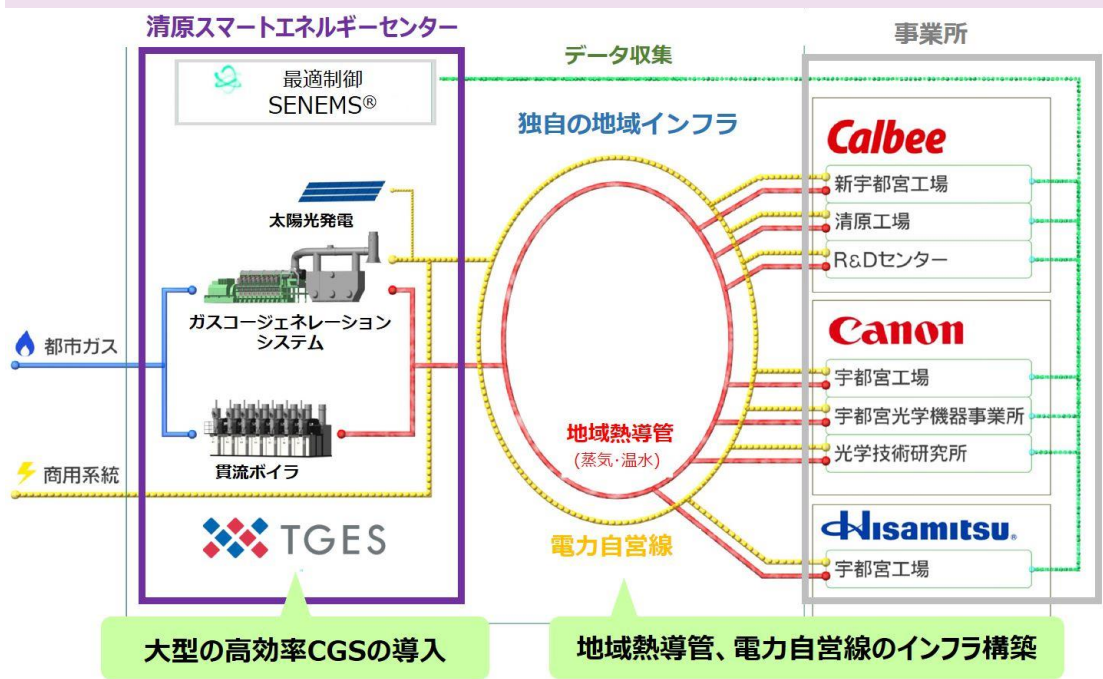 清原スマートエネルギーセンター
最適制御
SENEMS®
太陽光発電
ガスコージェネレーション
システム
都市ガス
貫流ボイラ
商用系統
TGES
データ収集
独自の地域インフラ
地域熱導管
(蒸気・温水)
電力自営線
事業所
Calbee
新宇都宮工場
清原工場
R&Dセンター
Canon
宇都宮工場
宇都宮光学機器事業所
光学技術研究所
Hisamitsu®
宇都宮工場
大型の高効率CGSの導入
地域熱導管、電力自営線のインフラ構築